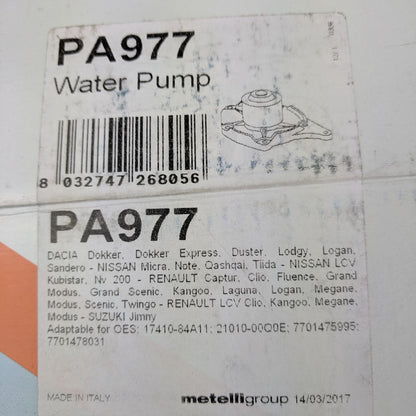 PA977
Water Pump
8 032747 268056
PA977
DACIA Dokker, Dokker Express, Duster, Lodgy, Logan,
Sandero - NISSAN Micra, Note, Qashqai, Tiida - NISSAN LCV
Kubistar, Nv 200 - RENAULT Captur, Clio, Fluence, Grand
Modus, Grand Scenic, Kangoo, Laguna, Logan, Megane,
Modus, Scenic, Twingo - RENAULT LCV Clio, Kangoo, Megane,
Modus - SUZUKI Jimny
Adaptable for OES: 17410-84A11; 21010-00Q0E; 7701475995;
7701478031
MADE IN ITALY metelligroup 14/03/2017